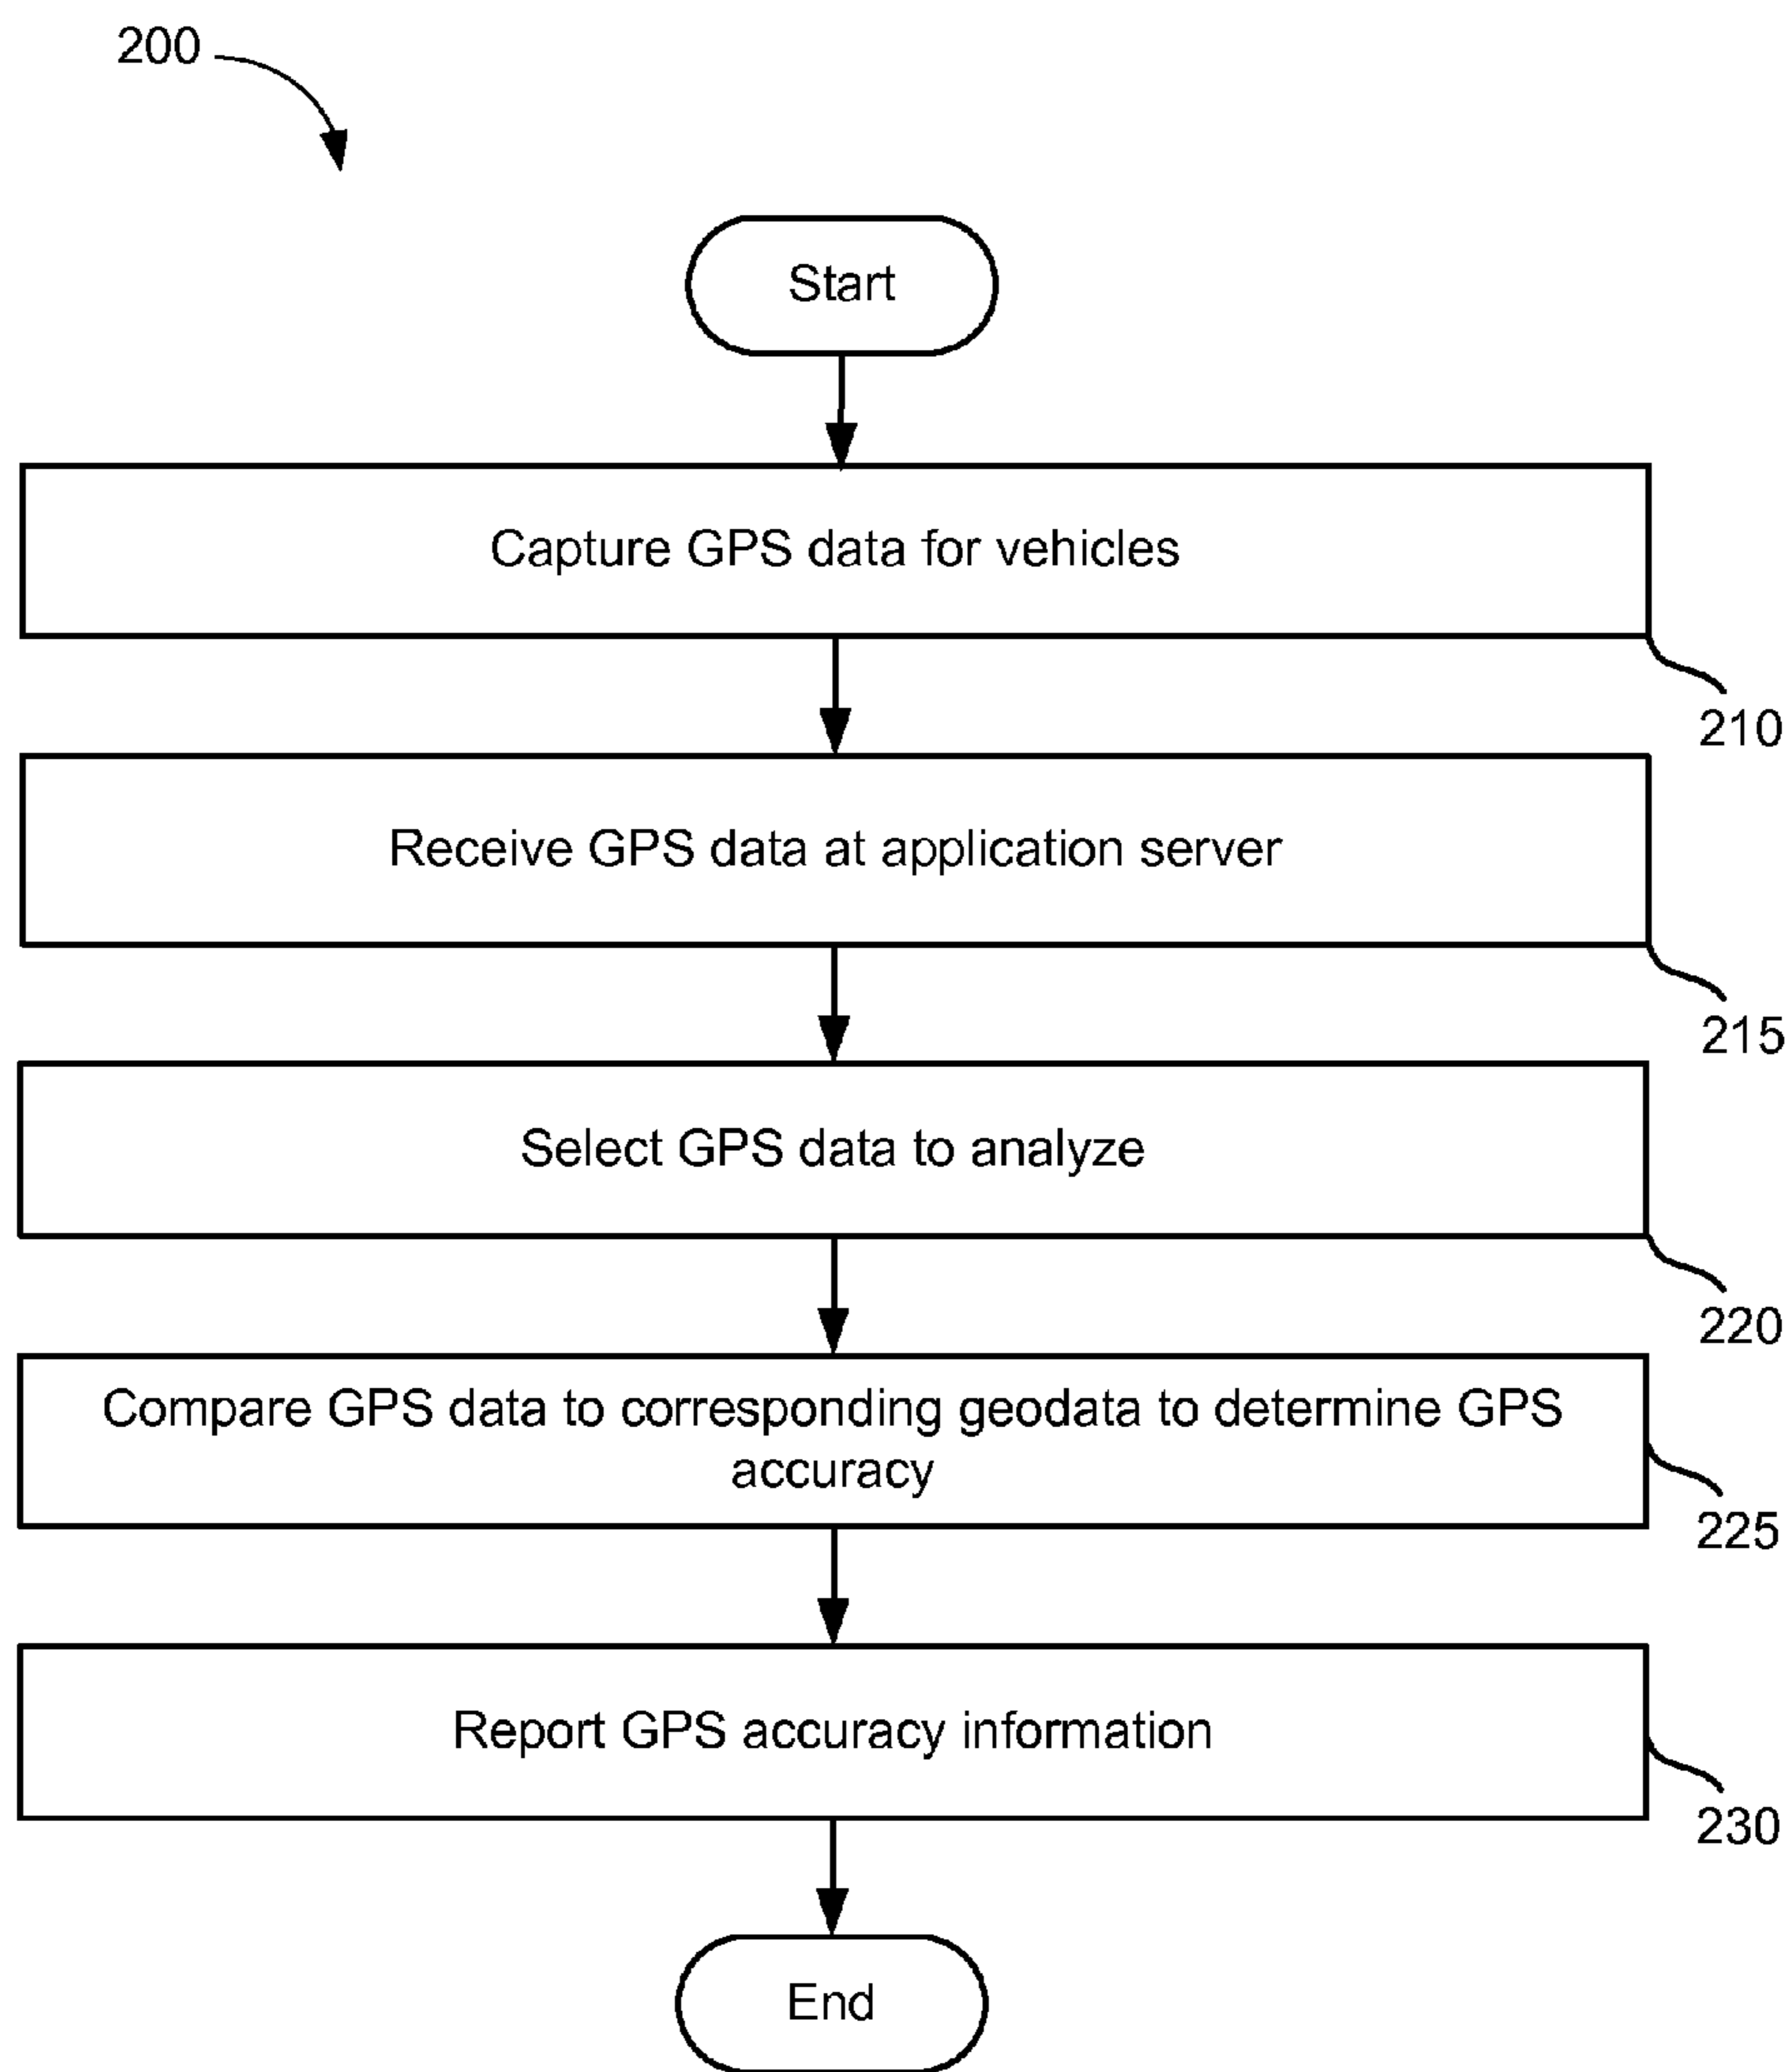 200
Start
Capture GPS data for vehicles
210
Receive GPS data at application server
215
Select GPS data to analyze
220
Compare GPS data to corresponding geodata to determine GPS
accuracy
225
Report GPS accuracy information
230
End